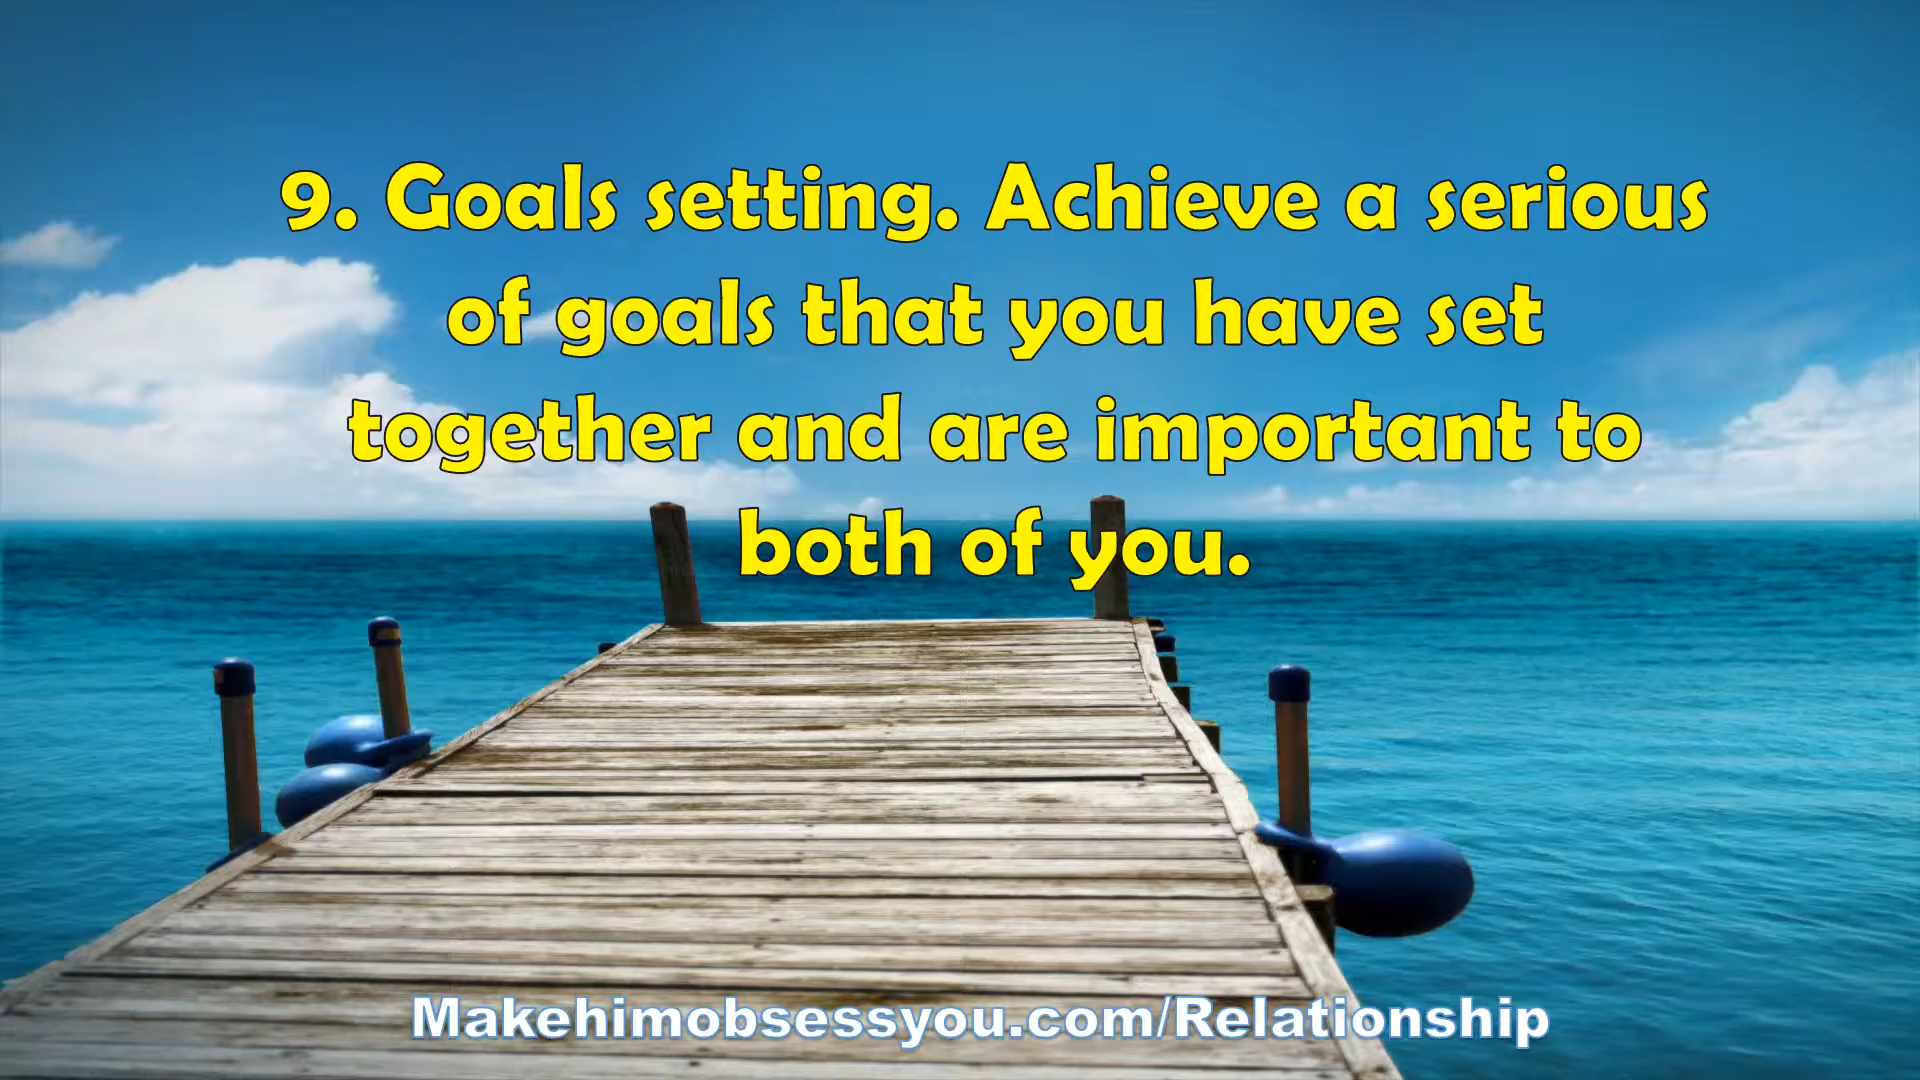 9. Goals setting. Achieve a serious
of goals that you have set
together and are important to
both of you.
Makehimobsessyou.com/Relationship